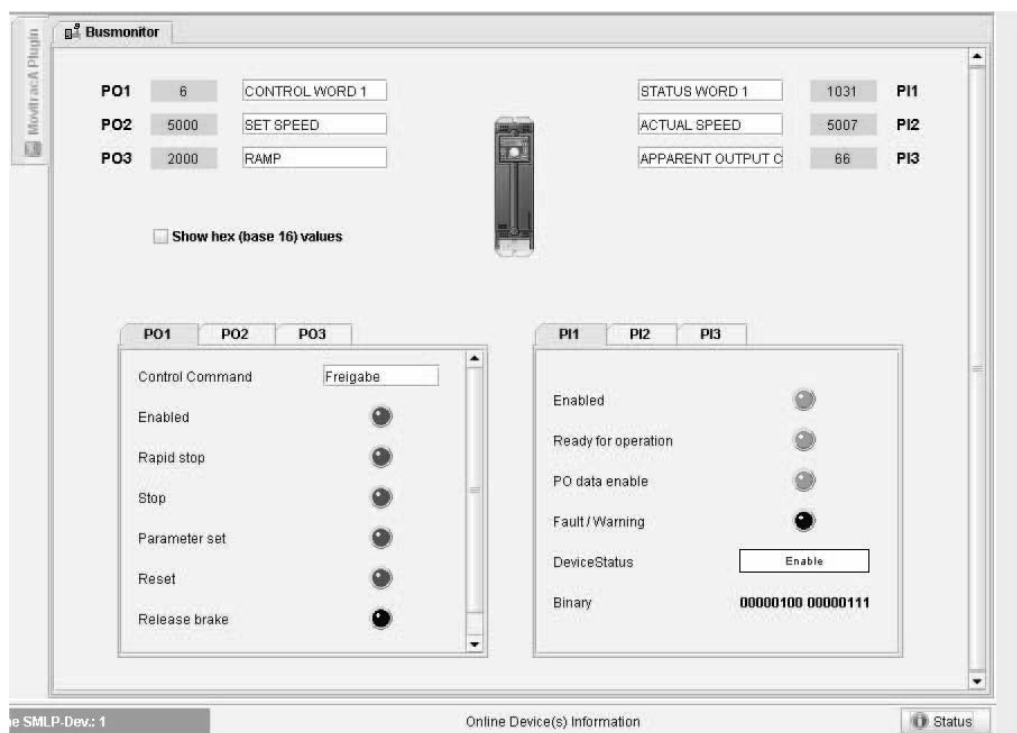 MovitracA Plugin
Busmonitor
PO1 6 CONTROL WORD 1 STATUS WORD 1 1031 PI1
PO2 5000 SET SPEED ACTUAL SPEED 5007 PI2
PO3 2000 RAMP APPARENT OUTPUT C 66 PI3
Show hex (base 16) values
PO1 PO2 PO3
Control Command Freigabe
Enabled
Rapid stop
Stop
Parameter set
Reset
Release brake
PI1 PI2 PI3
Enabled
Ready for operation
PO data enable
Fault / Warning
DeviceStatus Enable
Binary 00000100 00000111
ne SMLP-Dev.: 1 Online Device(s) Information Status